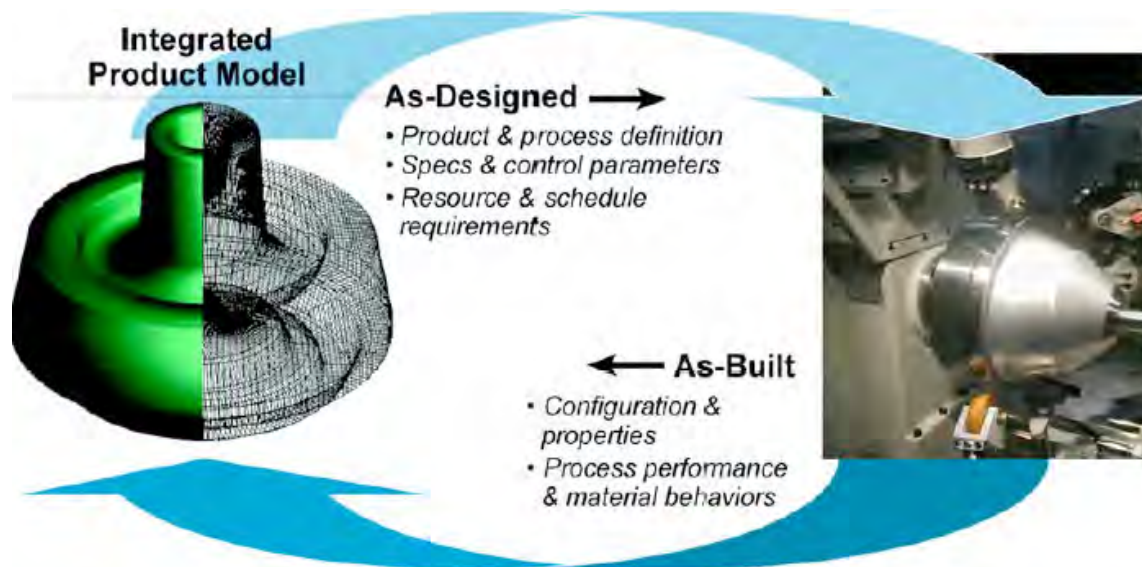 Integrated
Product Model
As-Designed
• Product & process definition
• Specs & control parameters
• Resource & schedule
requirements
As-Built
• Configuration &
properties
• Process performance
& material behaviors